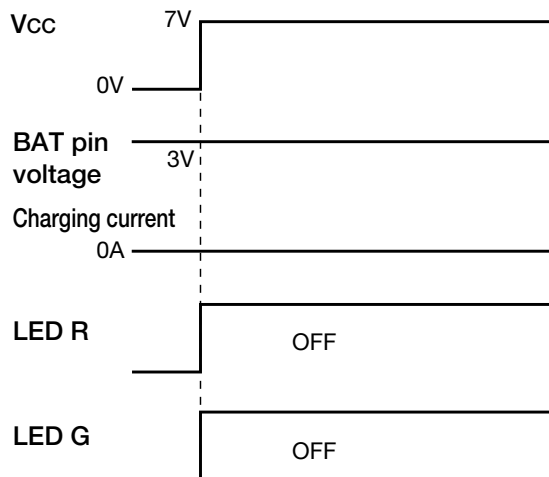 Vcc 7V
0V
BAT pin
voltage
3V
Charging current
0A
LED R
OFF
LED G
OFF